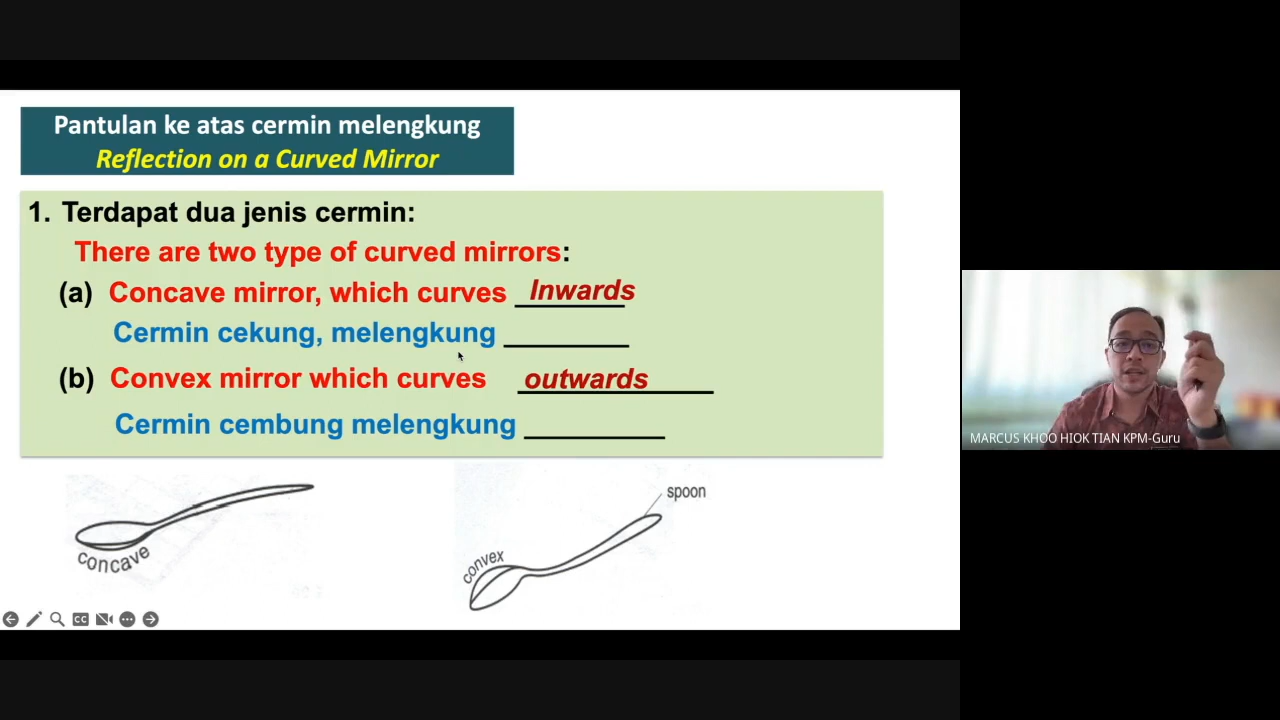 Pantulan ke atas cermin melengkung
Reflection on a Curved Mirror
1. Terdapat dua jenis cermin:
There are two type of curved mirrors:
(a) Concave mirror, which curves Inwards
Cermin cekung, melengkung
(b) Convex mirror which curves outwards
Cermin cembung melengkung
concave
convex
spoon
CC
MARCUS KHOO HIOK TIAN KPM-Guru